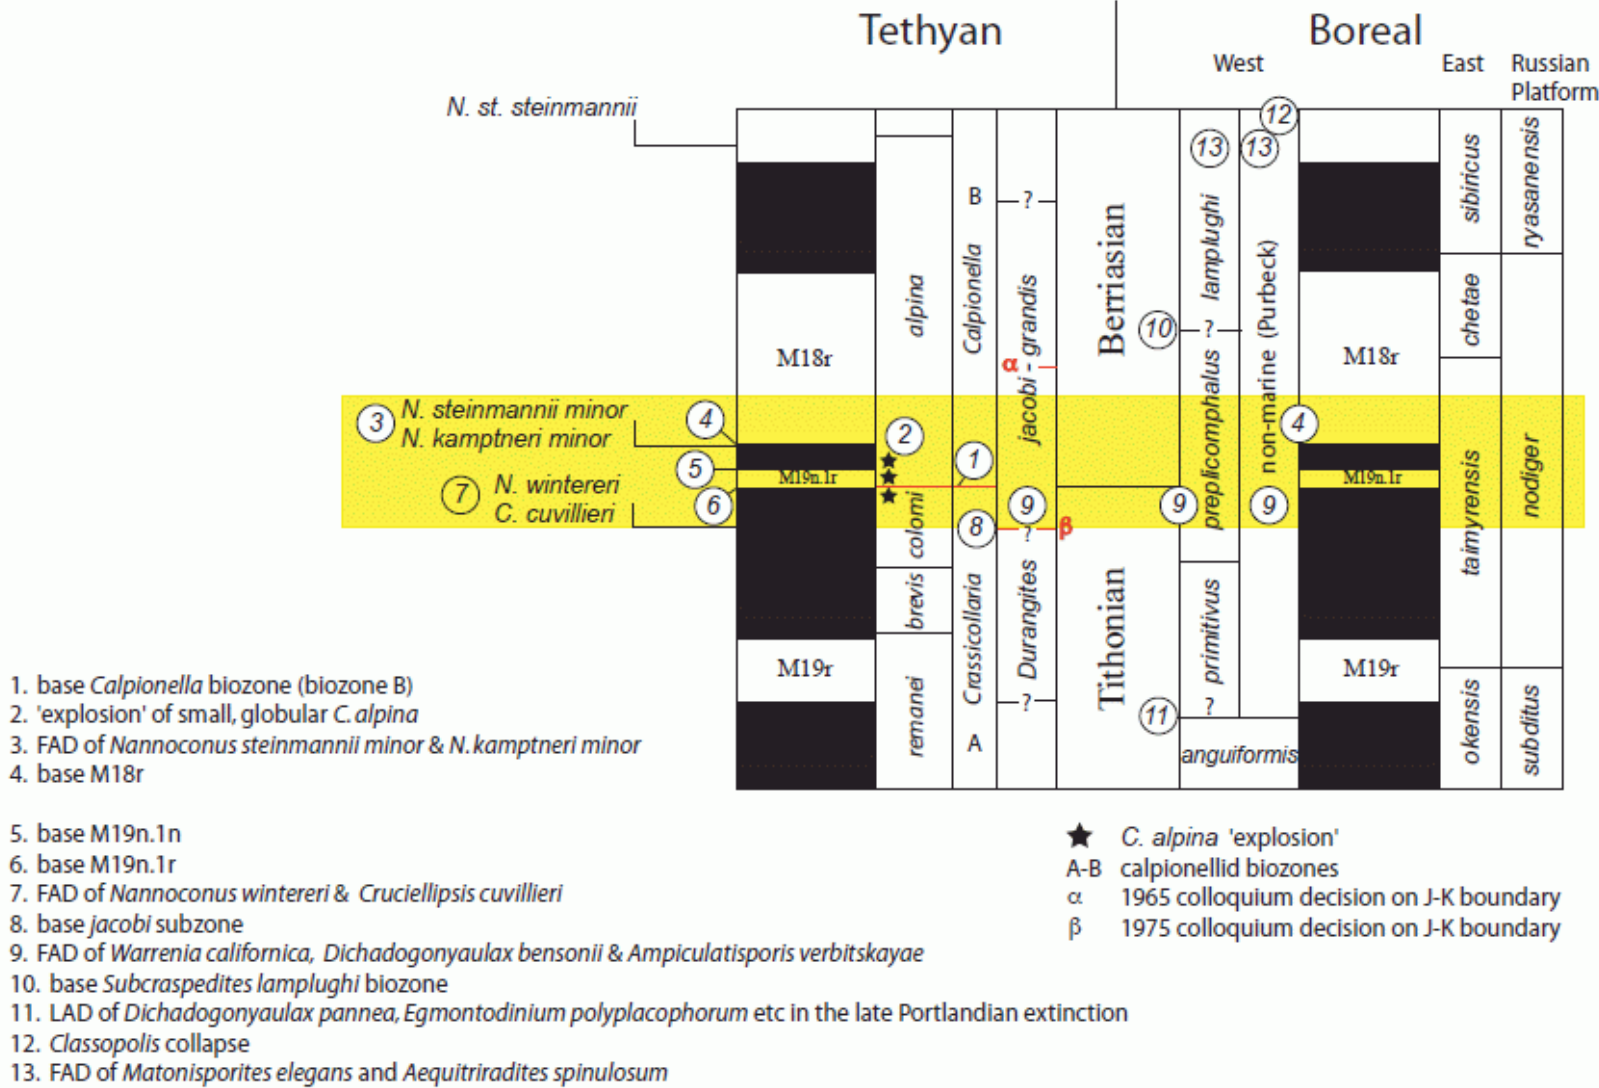 Tethyan
Boreal
West
East
Russian
Platform
N. st. steinmannii
12
13
13
B
?
sibiricus
ryasanensis
alpina
Calpionella
jacobi - grandis
Berriasian
lamplughi
non-marine (Purbeck)
chetae
10
?
M18r
α
M18r
preplicomphalus
3
N. steinmannii minor
N. kamptneri minor
4
2
4
5
1
M19n.1r
M19n.1r
7
N. wintereri
C. cuvillieri
6
colomi
8
9
?
β
9
9
taimyrensis
nodiger
brevis
Crassicollaria
Durangites
Tithonian
primitivus
M19r
M19r
remanei
?
?
11
A
anguiformis
okensis
subditus
1. base Calpionella biozone (biozone B)
2. 'explosion' of small, globular C. alpina
3. FAD of Nannoconus steinmannii minor & N. kamptneri minor
4. base M18r
5. base M19n.1n
6. base M19n.1r
7. FAD of Nannoconus wintereri & Cruciellipsis cuvillieri
8. base jacobi subzone
9. FAD of Warrenia californica, Dichadogonyaulax bensonii & Ampiculatisporis verbitskayae
10. base Subcraspedites lamplughi biozone
11. LAD of Dichadogonyaulax pannea, Egmontodinium polyplacophorum etc in the late Portlandian extinction
12. Classopolis collapse
13. FAD of Matonisporites elegans and Aequitriradites spinulosum
★ C. alpina 'explosion'
A-B calpionellid biozones
α 1965 colloquium decision on J-K boundary
β 1975 colloquium decision on J-K boundary